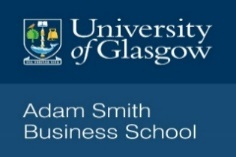 University
of Glasgow
Adam Smith
Business School